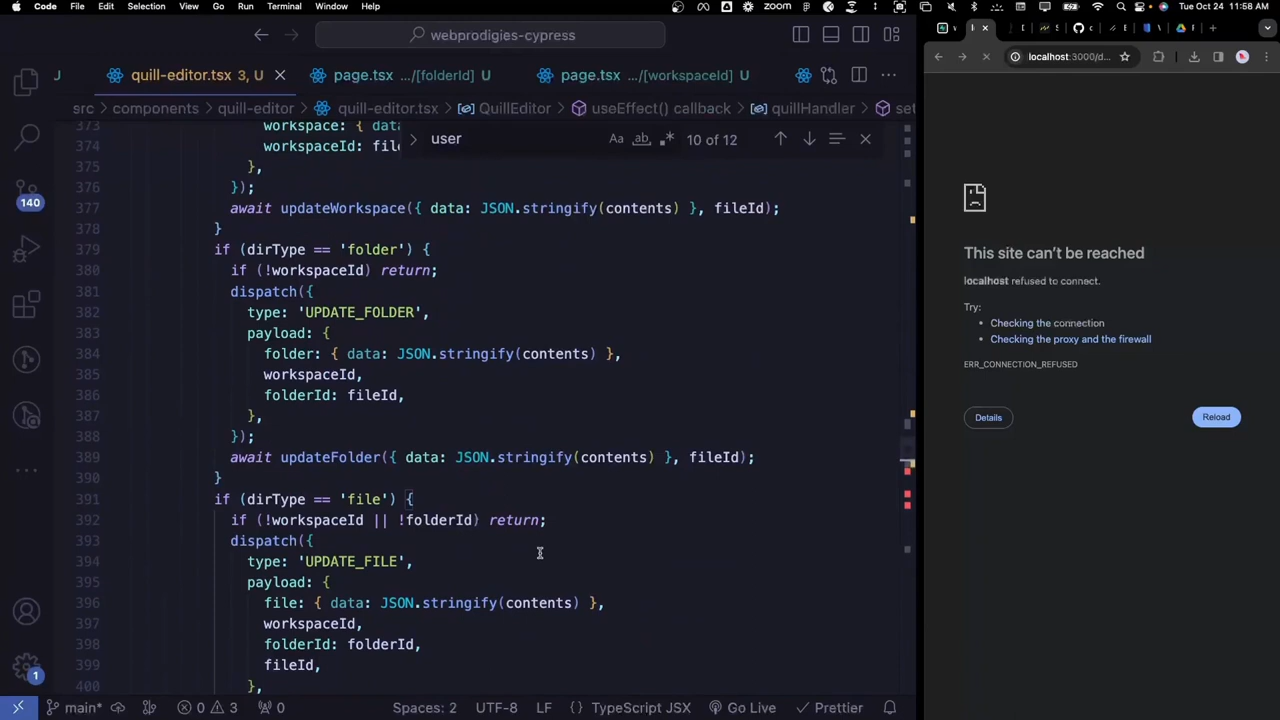 Code File Edit Selection View Go Run Terminal Window Help
zoom
Tue Oct 24 11:58 AM
webprodigies-cypress
quill-editor.tsx 3, U
page.tsx .../[folderId] U
page.tsx .../[workspaceId] U
src components quill-editor quill-editor.tsx QuillEditor useEffect() callback quillHandler
user
10 of 12
373 workspace: {
374 workspaceId:
375 },
376 });
377 await updateWorkspace({ data: JSON.stringify(contents) }, fileId);
378 }
379 if (dirType == 'folder') {
380 if (!workspaceId) return;
381 dispatch({
382 type: 'UPDATE_FOLDER',
383 payload: {
384 folder: { data: JSON.stringify(contents) },
385 workspaceId,
386 folderId: fileId,
387 },
388 });
389 await updateFolder({ data: JSON.stringify(contents) }, fileId);
390 }
391 if (dirType == 'file') {
392 if (!workspaceId || !folderId) return;
393 dispatch({
394 type: 'UPDATE_FILE',
395 payload: {
396 file: { data: JSON.stringify(contents) },
397 workspaceId,
398 folderId: folderId,
399 fileId,
400 },
140
1
main*
0 3
0
Spaces: 2 UTF-8 LF {} TypeScript JSX Go Live Prettier
localhost:3000/d...
This site can't be reached
localhost refused to connect.
Try:
• Checking the connection
• Checking the proxy and the firewall
ERR_CONNECTION_REFUSED
Details
Reload